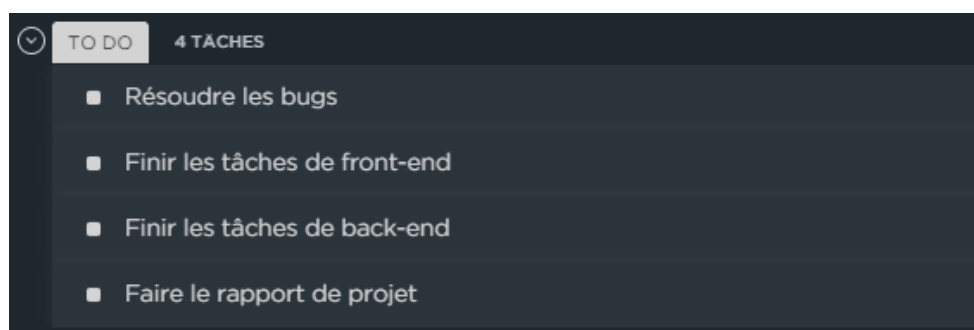 TO DO 4 TÂCHES
Résoudre les bugs
Finir les tâches de front-end
Finir les tâches de back-end
Faire le rapport de projet